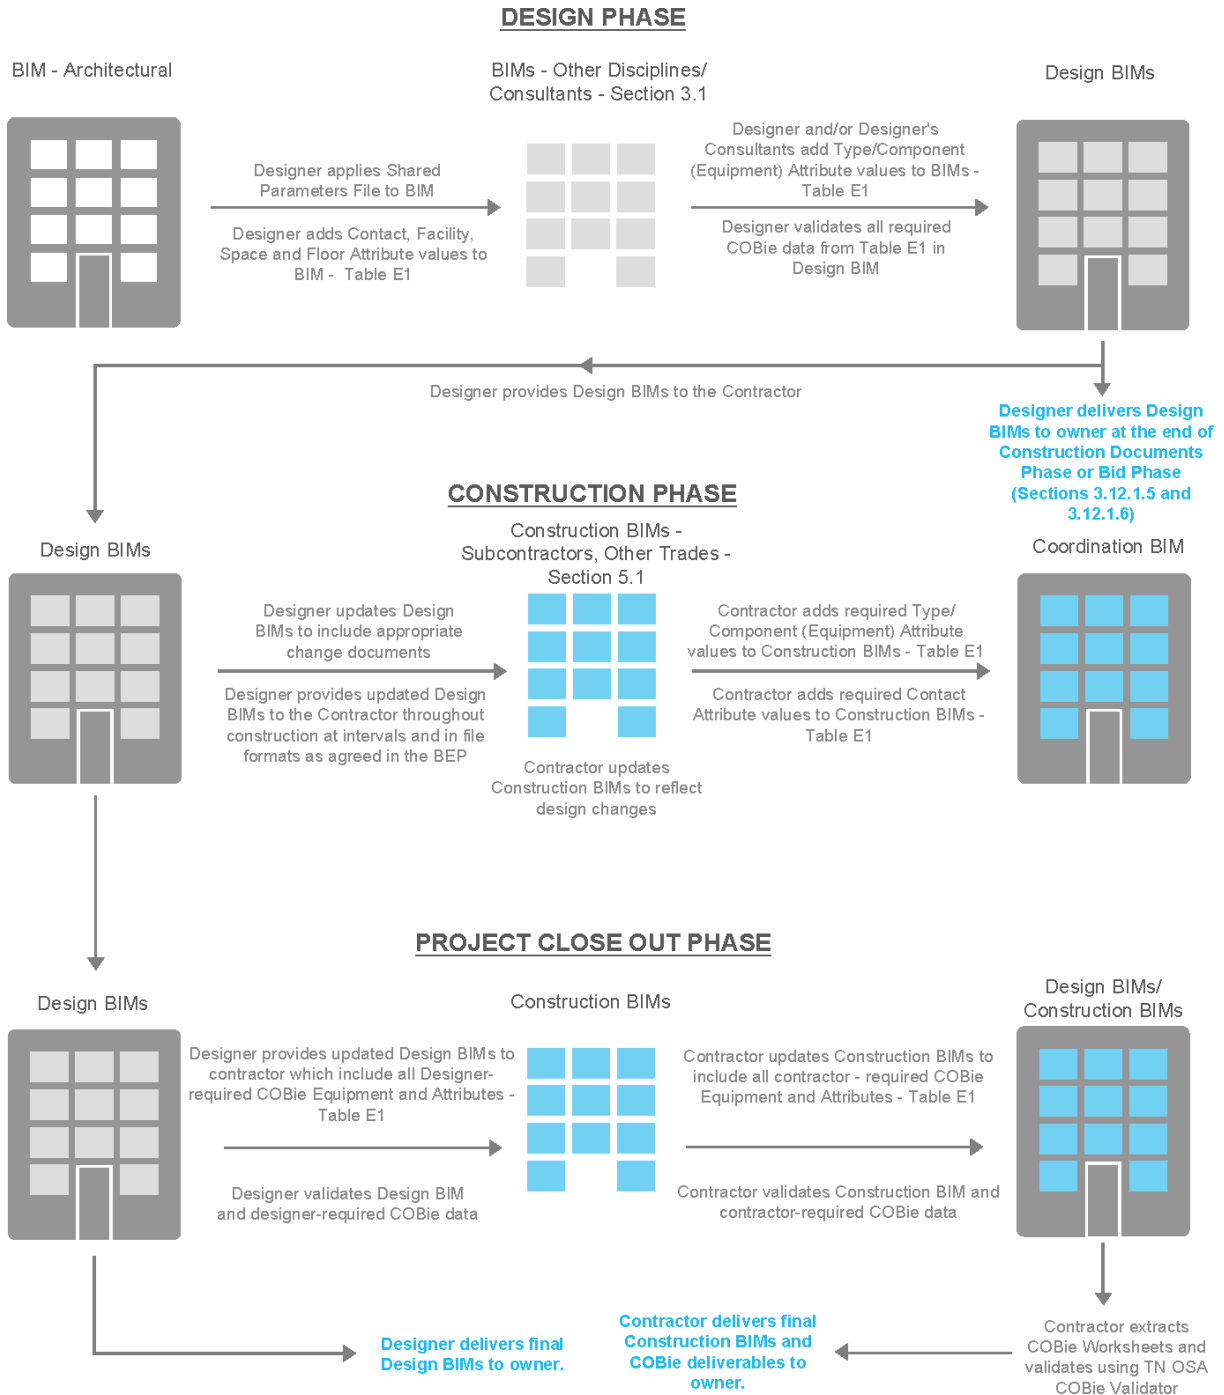 DESIGN PHASE
BIM - Architectural
BIMs - Other Disciplines/
Consultants - Section 3.1
Design BIMs
Designer applies Shared
Parameters File to BIM
Designer adds Contact, Facility,
Space and Floor Attribute values to
BIM - Table E1
Designer and/or Designer's
Consultants add Type/Component
(Equipment) Attribute values to BIMs -
Table E1
Designer validates all required
COBie data from Table E1 in
Design BIM
Designer provides Design BIMs to the Contractor
Designer delivers Design
BIMs to owner at the end of
Construction Documents
Phase or Bid Phase
(Sections 3.12.1.5 and
3.12.1.6)
CONSTRUCTION PHASE
Design BIMs
Construction BIMs -
Subcontractors, Other Trades -
Section 5.1
Coordination BIM
Designer updates Design
BIMs to include appropriate
change documents
Designer provides updated Design
BIMs to the Contractor throughout
construction at intervals and in file
formats as agreed in the BEP
Contractor updates
Construction BIMs to reflect
design changes
Contractor adds required Type/
Component (Equipment) Attribute
values to Construction BIMs - Table E1
Contractor adds required Contact
Attribute values to Construction BIMs -
Table E1
PROJECT CLOSE OUT PHASE
Design BIMs
Construction BIMs
Design BIMs/
Construction BIMs
Designer provides updated Design BIMs to
contractor which include all Designer-
required COBie Equipment and Attributes -
Table E1
Designer validates Design BIM
and designer-required COBie data
Contractor updates Construction BIMs to
include all contractor - required COBie
Equipment and Attributes - Table E1
Contractor validates Construction BIM and
contractor-required COBie data
Designer delivers final
Design BIMs to owner.
Contractor delivers final
Construction BIMs and
COBie deliverables to
owner.
Contractor extracts
COBie Worksheets and
validates using TN OSA
COBie Validator